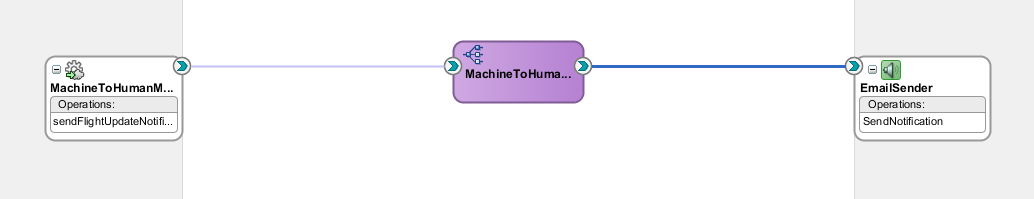 MachineToHumanM...
Operations:
sendFlightUpdateNotifi...
MachineToHuma...
EmailSender
Operations:
SendNotification